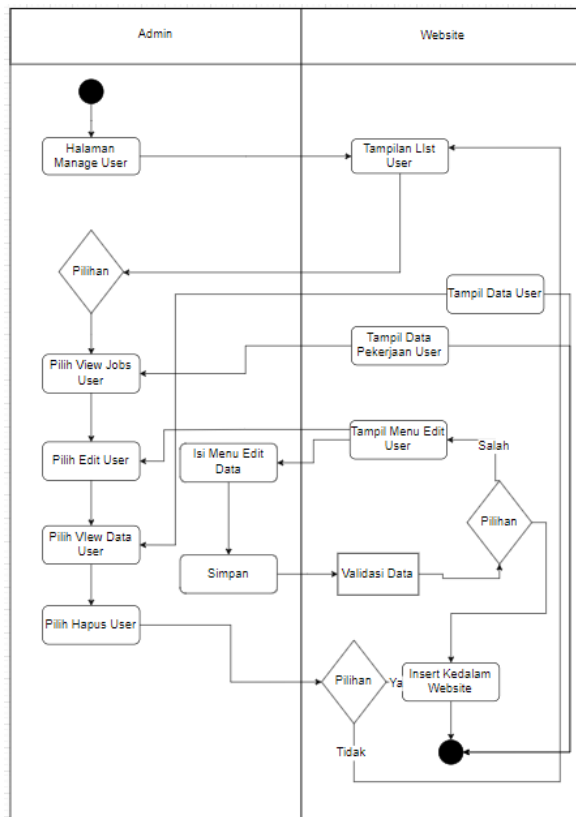 Admin
Website
Halaman
Manage User
Tampilan LIst
User
Pilihan
Tampil Data User
Tampil Data
Pekerjaan User
Pilih View Jobs
User
Tampil Menu Edit
User
Salah
Isi Menu Edit
Data
Pilih Edit User
Pilihan
Pilih VIew Data
User
Simpan
Validasi Data
Pilih Hapus User
Pilihan
Ya
Insert Kedalam
Website
Tidak